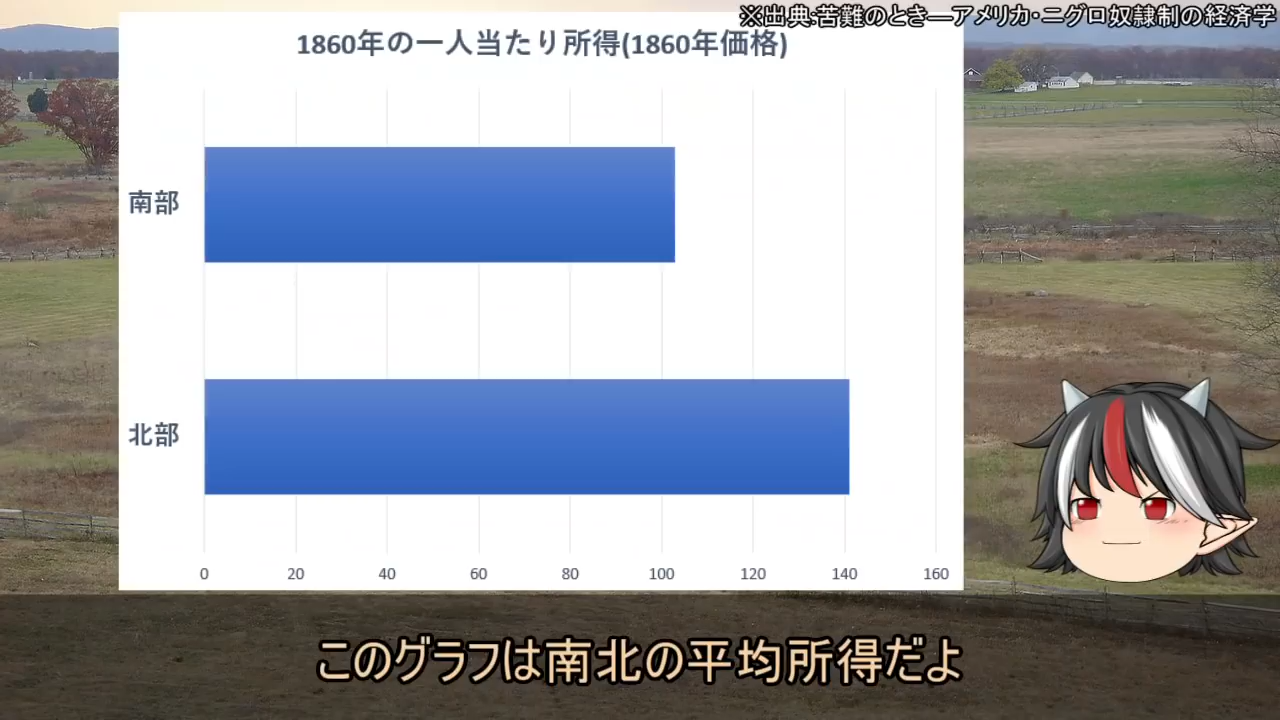 ※出典:苦難のとき―アメリカ・ニグロ奴隷制の経済学
1860年の一人当たり所得(1860年価格)
南部
北部
0 20 40 60 80 100 120 140 160
このグラフは南北の平均所得だよ